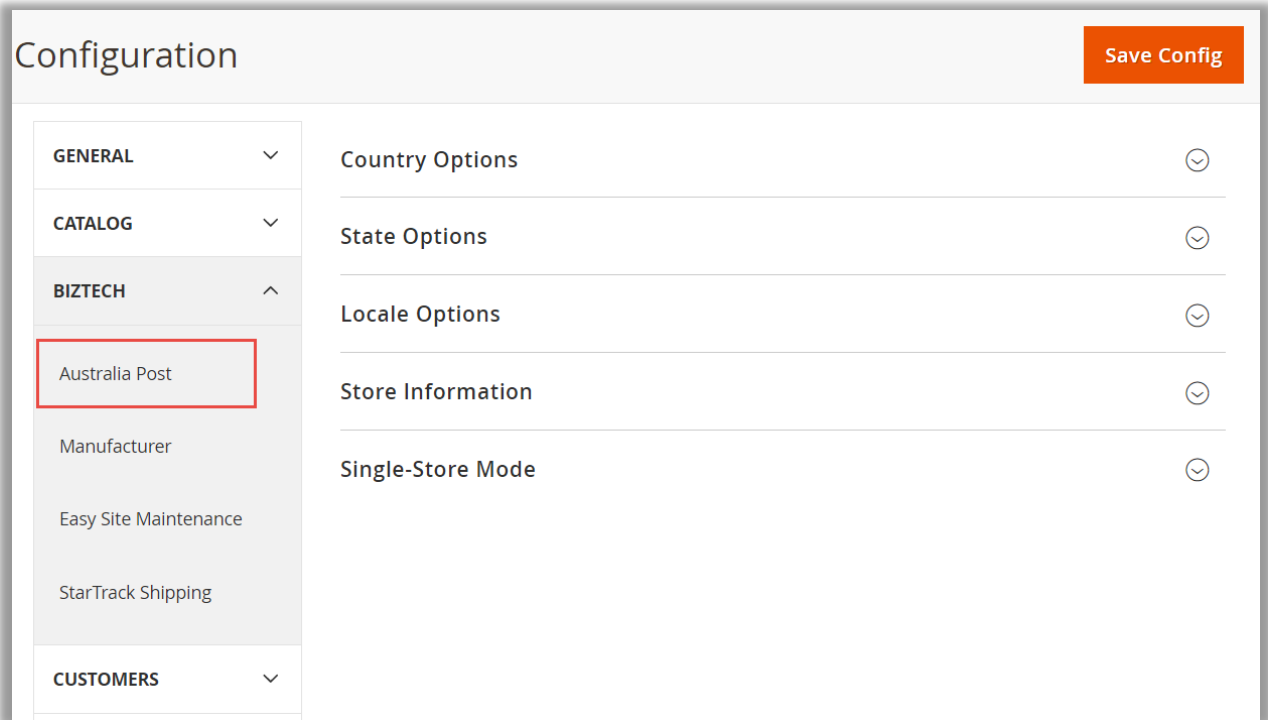 Configuration
Save Config
GENERAL
CATALOG
BIZTECH
Australia Post
Manufacturer
Easy Site Maintenance
StarTrack Shipping
CUSTOMERS
Country Options
State Options
Locale Options
Store Information
Single-Store Mode